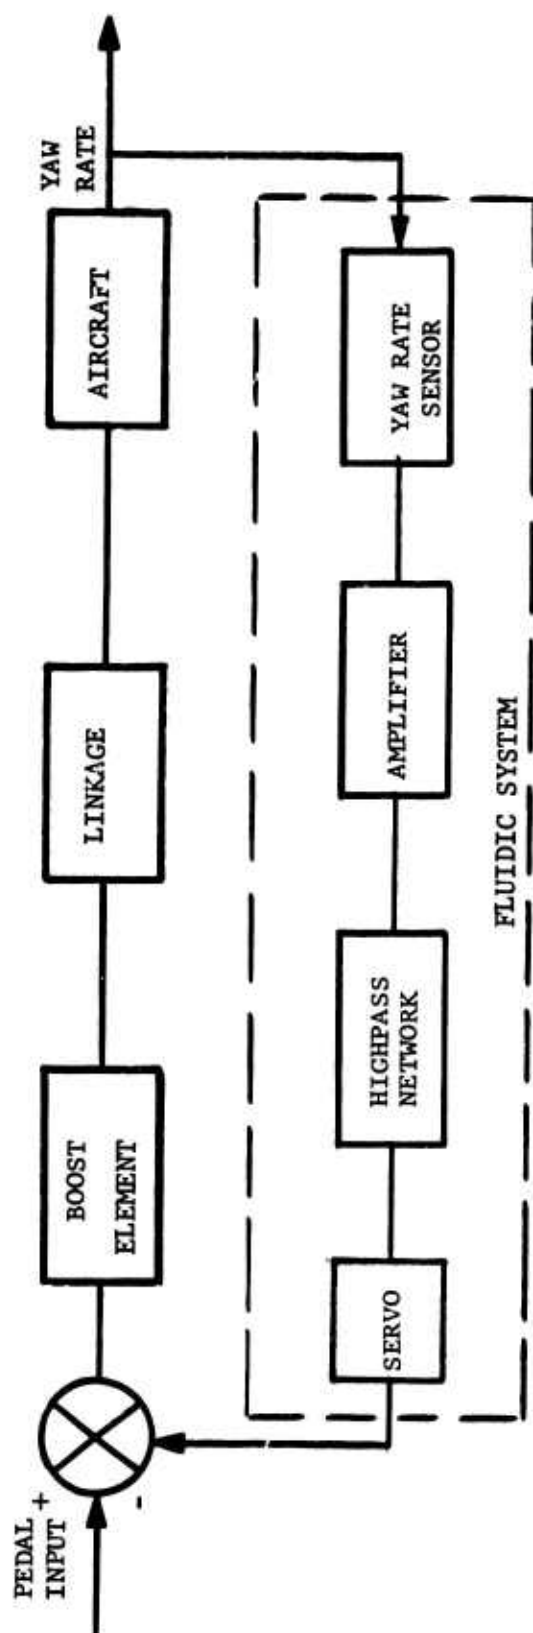 PEDAL +
INPUT
-
BOOST
ELEMENT
LINKAGE
AIRCRAFT
YAW
RATE
SERVO
HIGHPASS
NETWORK
AMPLIFIER
YAW RATE
SENSOR
FLUIDIC SYSTEM